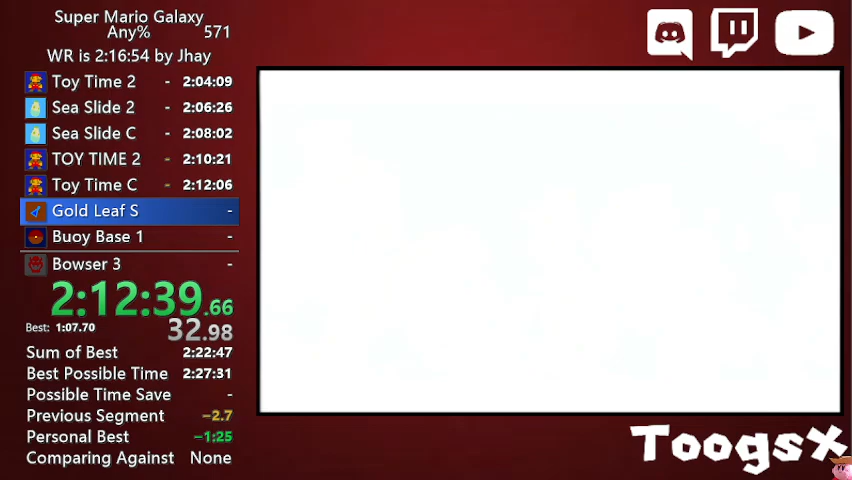 Super Mario Galaxy
Any% 571
WR is 2:16:54 by Jhay
Toy Time 2 - 2:04:09
Sea Slide 2 - 2:06:26
Sea Slide C - 2:08:02
TOY TIME 2 - 2:10:21
Toy Time C - 2:12:06
Gold Leaf S -
Buoy Base 1 -
Bowser 3 -
2:12:39.66
Best: 1:07.70 32.98
Sum of Best 2:22:47
Best Possible Time 2:27:31
Possible Time Save -
Previous Segment −2.7
Personal Best −1:25
Comparing Against None
ToogsX